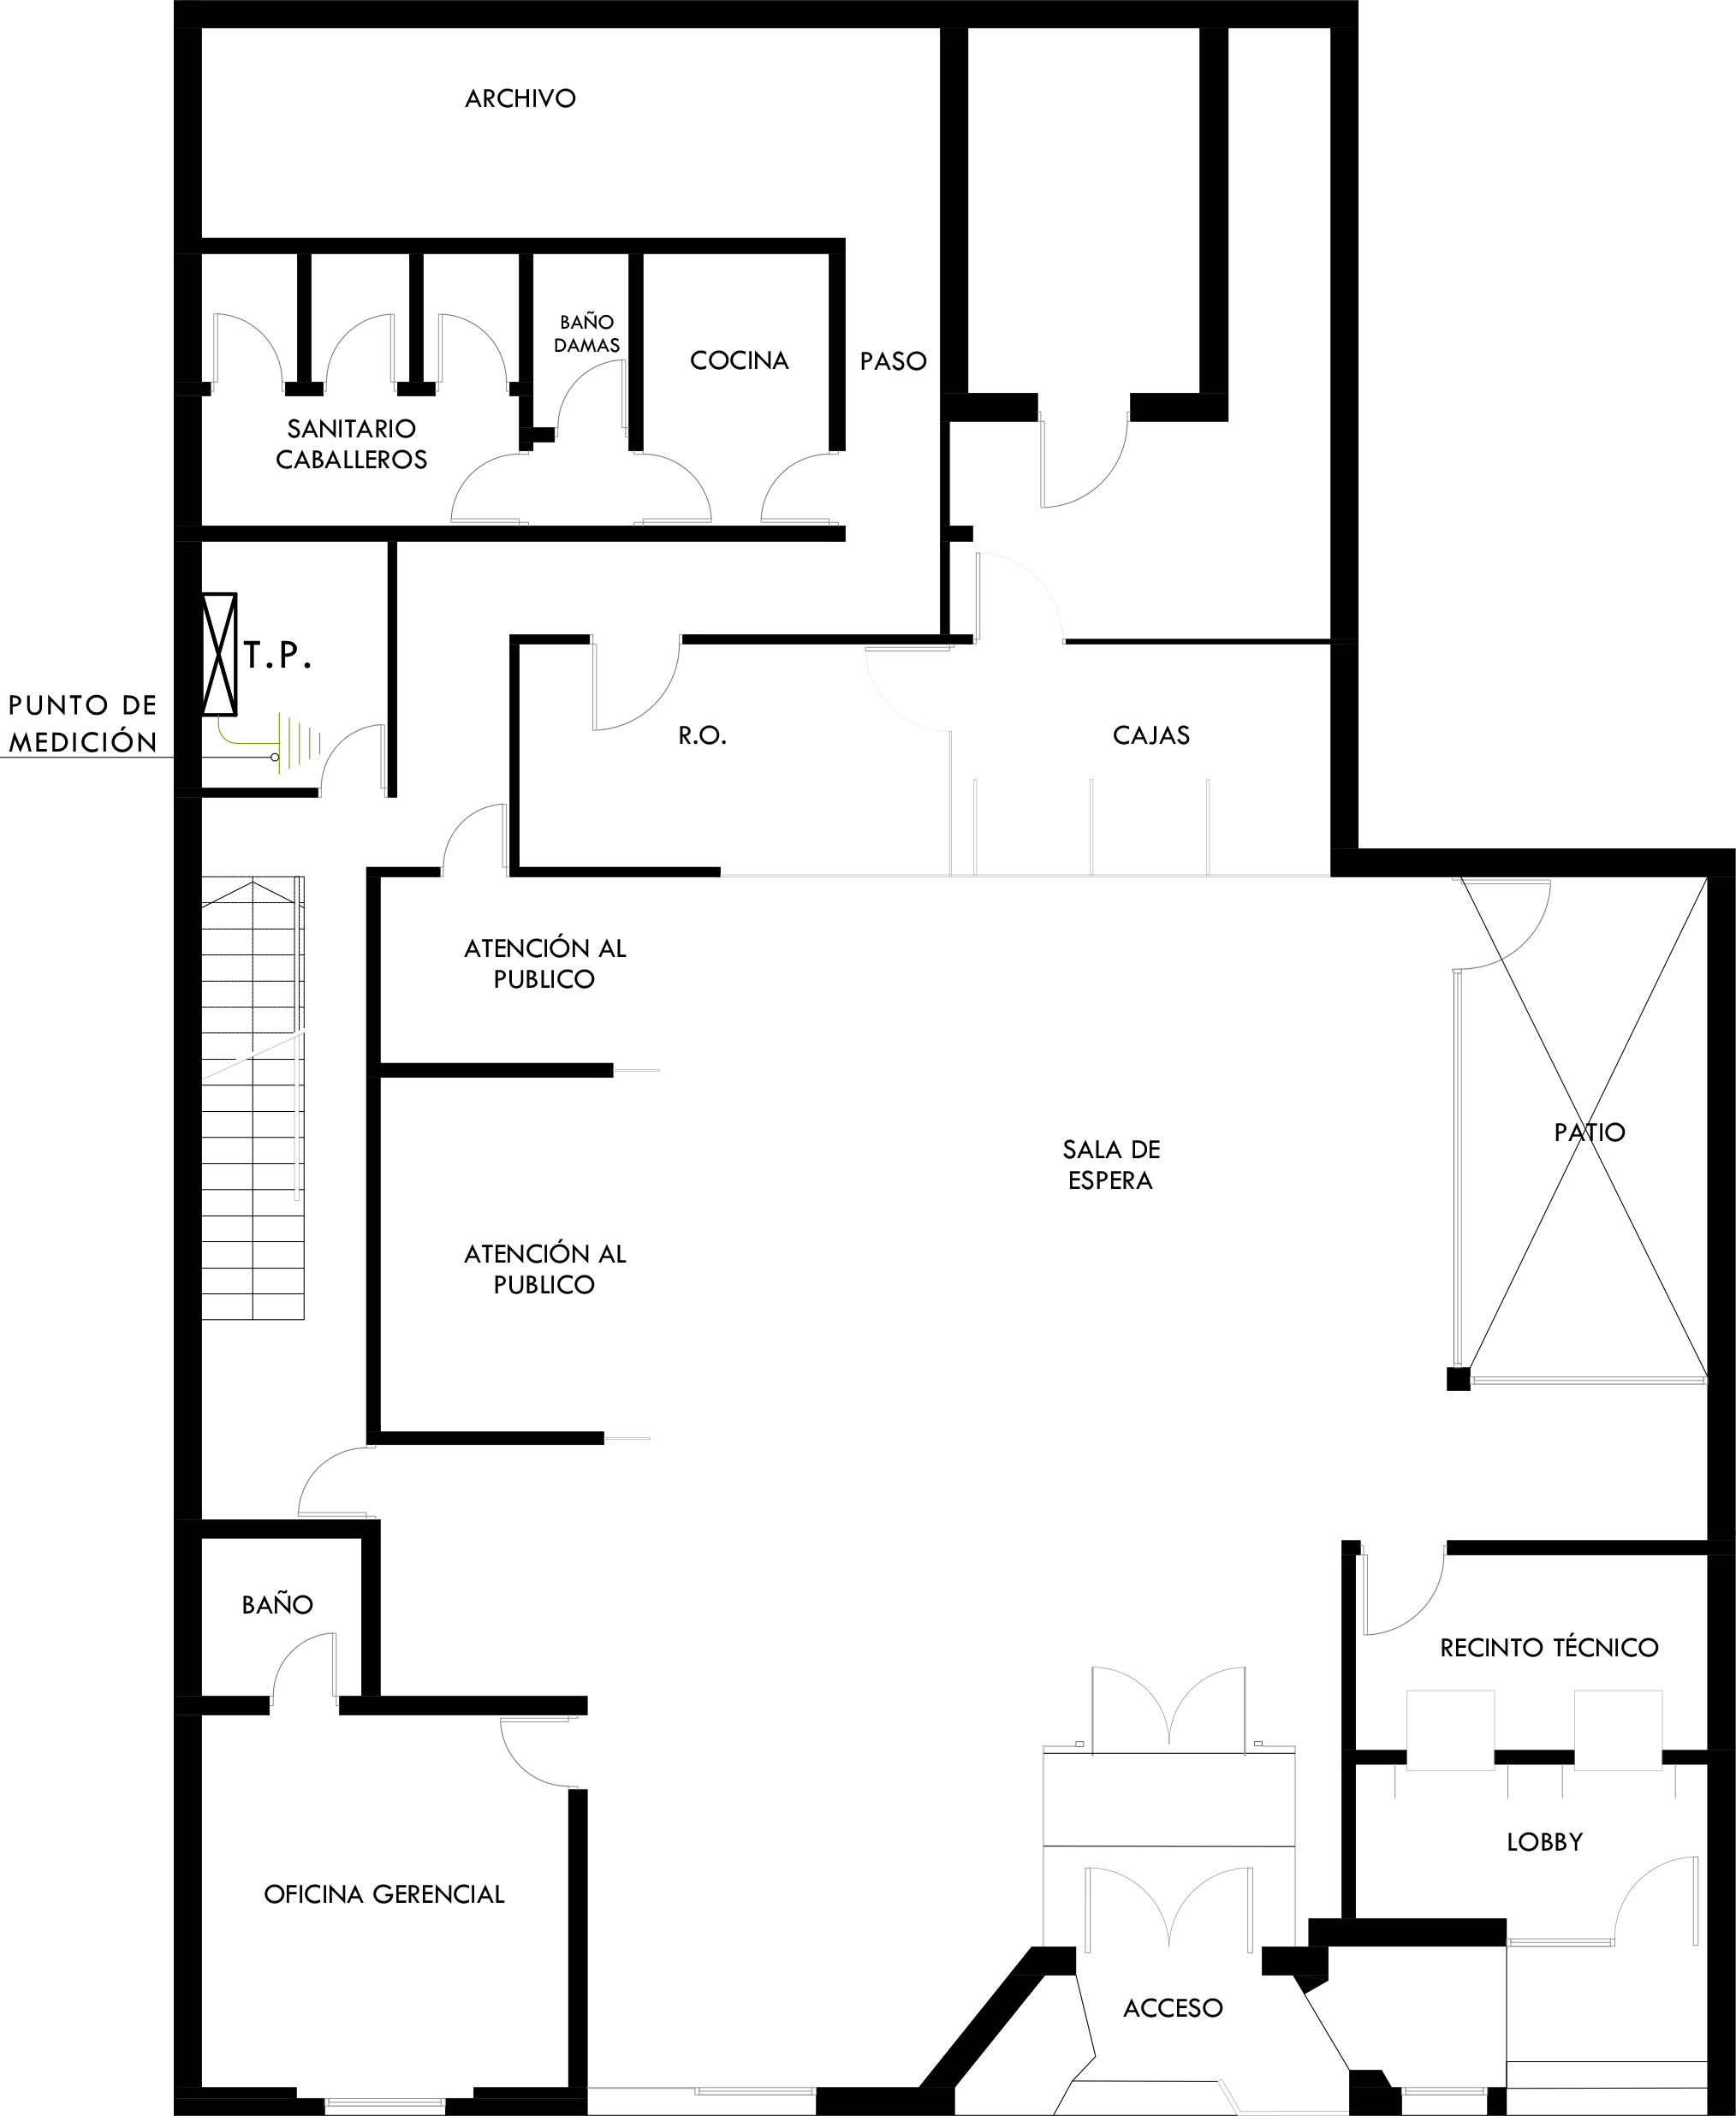 ARCHIVO
BAÑO
DAMAS
COCINA
PASO
SANITARIO
CABALLEROS
T.P.
PUNTO DE
MEDICIÓN
R.O.
CAJAS
ATENCIÓN AL
PUBLICO
PATIO
SALA DE
ESPERA
ATENCIÓN AL
PUBLICO
BAÑO
RECINTO TÉCNICO
LOBBY
OFICINA GERENCIAL
ACCESO